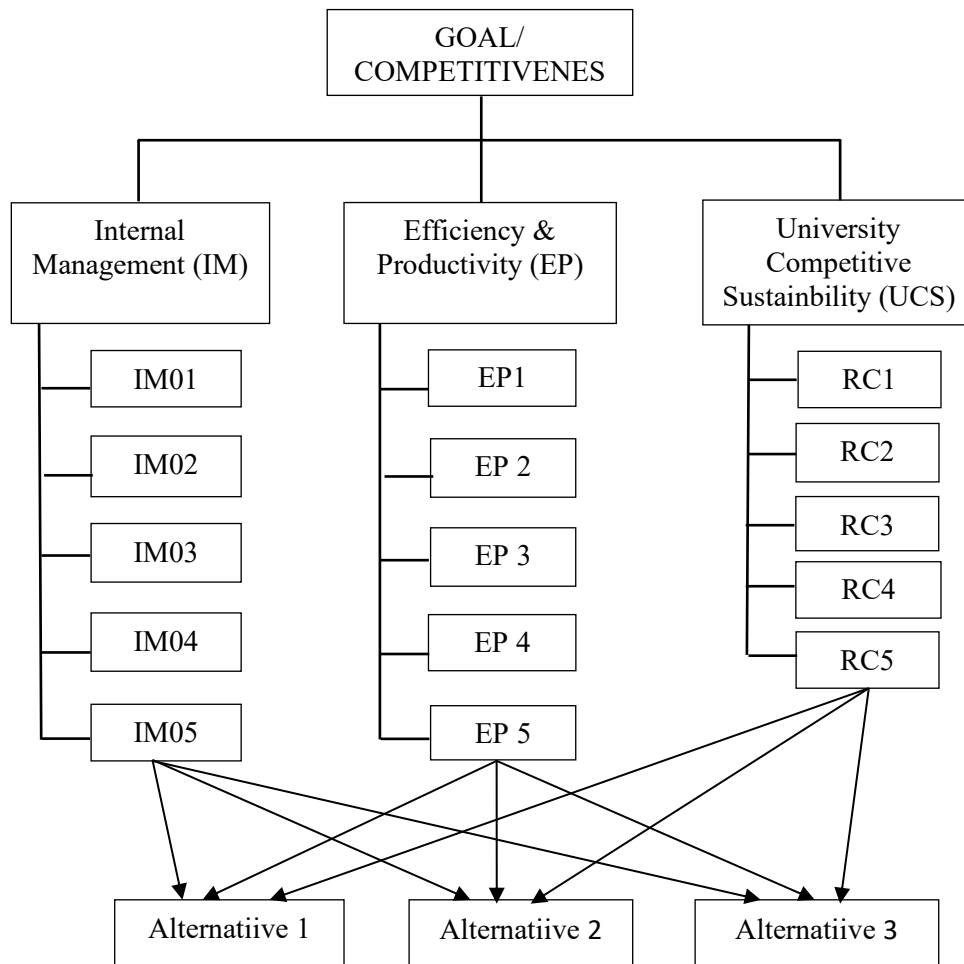 GOAL/
COMPETITIVENES
Internal
Management (IM)
Efficiency &
Productivity (EP)
University
Competitive
Sustainbility (UCS)
IM01
IM02
IM03
IM04
IM05
EP1
EP 2
EP 3
EP 4
EP 5
RC1
RC2
RC3
RC4
RC5
Alternatiive 1
Alternatiive 2
Alternatiive 3